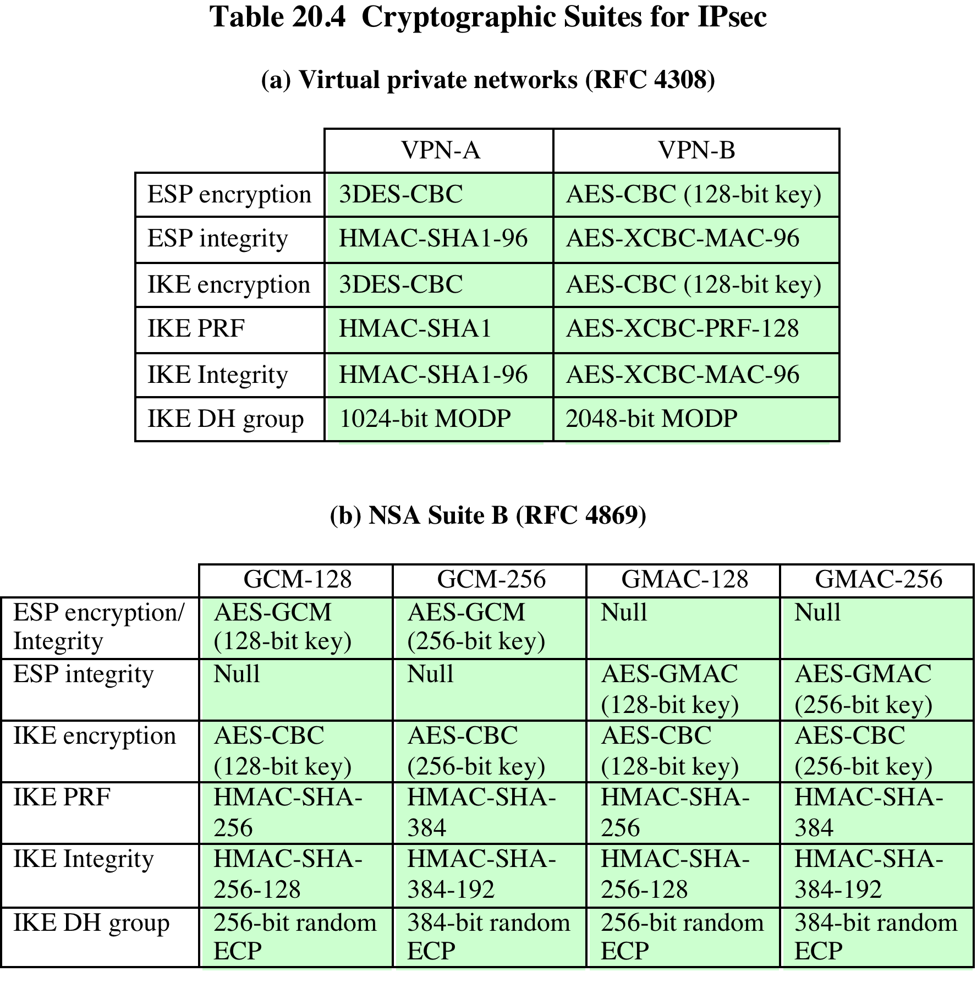 Table 20.4 Cryptographic Suites for IPsec
(a) Virtual private networks (RFC 4308)
VPN-A VPN-B
ESP encryption 3DES-CBC AES-CBC (128-bit key)
ESP integrity HMAC-SHA1-96 AES-XCBC-MAC-96
IKE encryption 3DES-CBC AES-CBC (128-bit key)
IKE PRF HMAC-SHA1 AES-XCBC-PRF-128
IKE Integrity HMAC-SHA1-96 AES-XCBC-MAC-96
IKE DH group 1024-bit MODP 2048-bit MODP
(b) NSA Suite B (RFC 4869)
GCM-128 GCM-256 GMAC-128 GMAC-256
ESP encryption/ AES-GCM AES-GCM Null Null
Integrity (128-bit key) (256-bit key)
ESP integrity Null Null AES-GMAC AES-GMAC
(128-bit key) (256-bit key)
IKE encryption AES-CBC AES-CBC AES-CBC AES-CBC
(128-bit key) (256-bit key) (128-bit key) (256-bit key)
IKE PRF HMAC-SHA- HMAC-SHA- HMAC-SHA- HMAC-SHA-
256 384 256 384
IKE Integrity HMAC-SHA- HMAC-SHA- HMAC-SHA- HMAC-SHA-
256-128 384-192 256-128 384-192
IKE DH group 256-bit random 384-bit random 256-bit random 384-bit random
ECP ECP ECP ECP